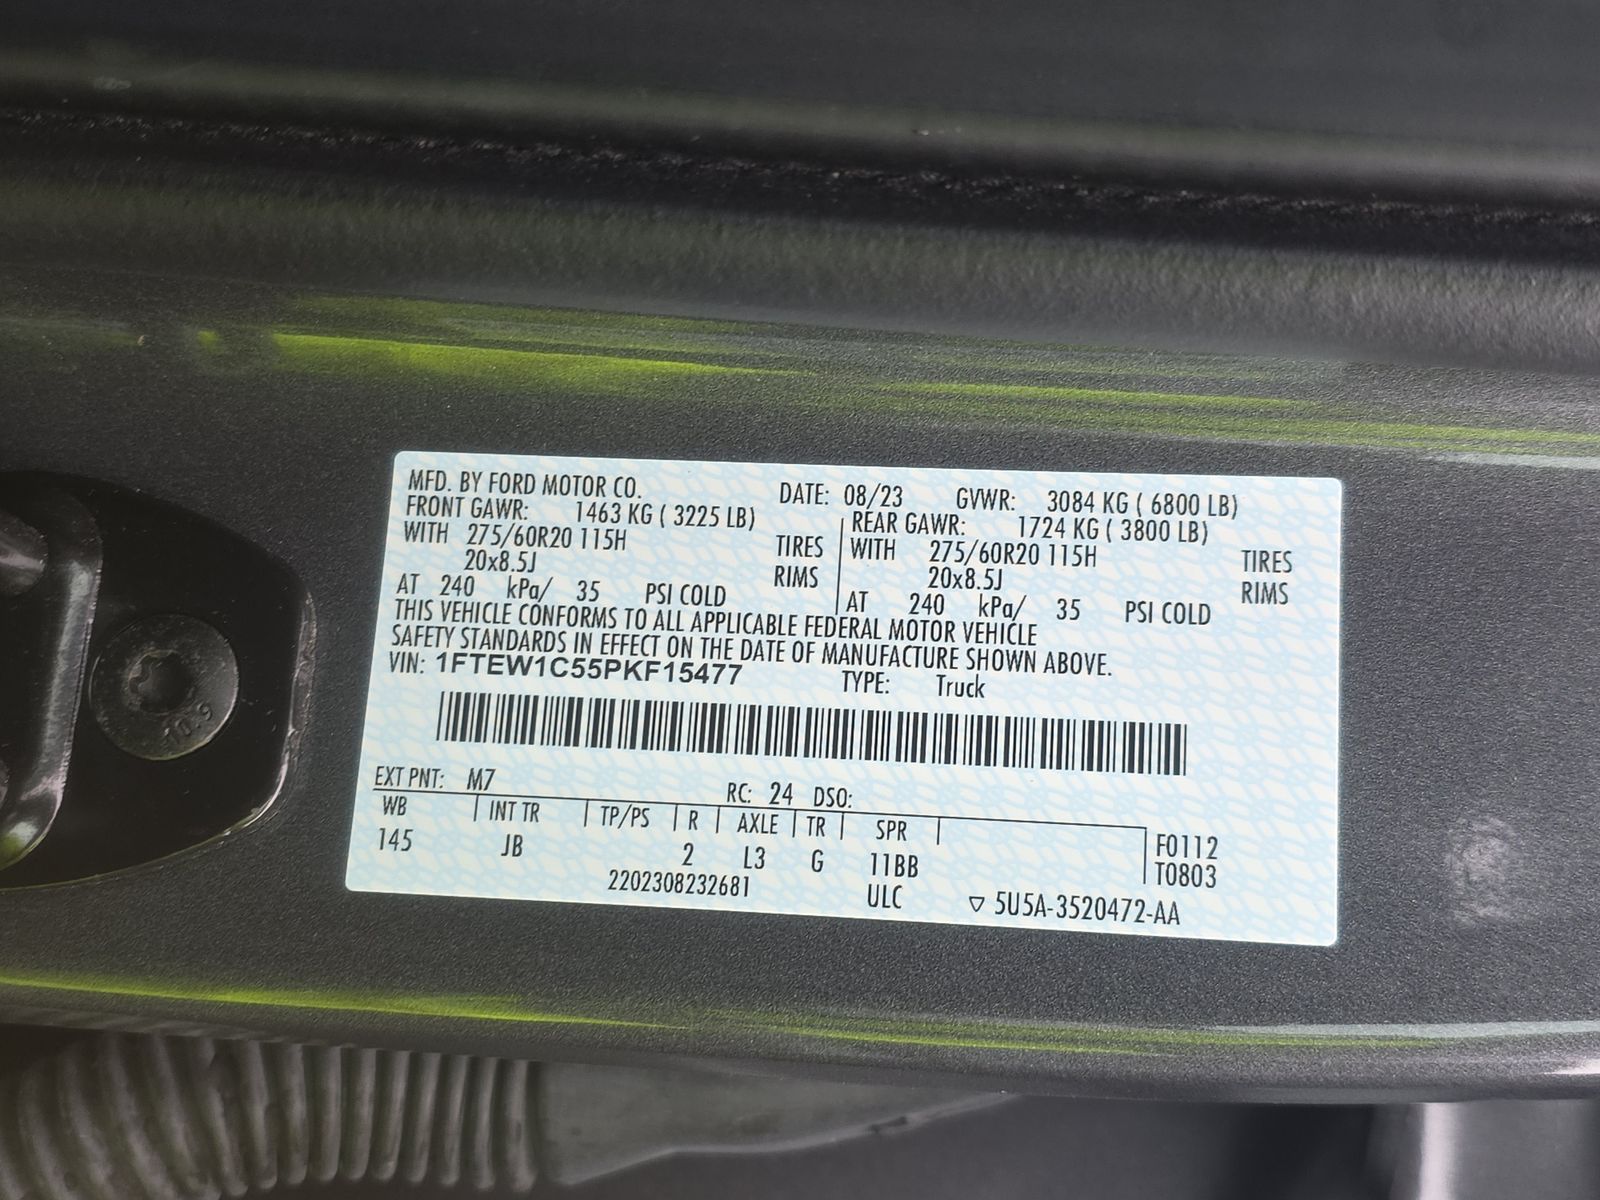 MFD. BY FORD MOTOR CO. DATE: 08/23 GVWR: 3084 KG ( 6800 LB)
FRONT GAWR: 1463 KG ( 3225 LB) REAR GAWR: 1724 KG ( 3800 LB)
WITH 275/60R20 115H TIRES WITH 275/60R20 115H TIRES
20x8.5J RIMS 20x8.5J RIMS
AT 240 kPa/ 35 PSI COLD AT 240 kPa/ 35 PSI COLD
THIS VEHICLE CONFORMS TO ALL APPLICABLE FEDERAL MOTOR VEHICLE
SAFETY STANDARDS IN EFFECT ON THE DATE OF MANUFACTURE SHOWN ABOVE.
VIN: 1FTEW1C55PKF15477 TYPE: Truck
EXT PNT: M7 RC: 24 DSO:
WB INT TR TP/PS R AXLE TR SPR F0112
145 JB 2 L3 G 11BB T0803
2202308232681 ULC ▽ 5U5A-3520472-AA
10.9